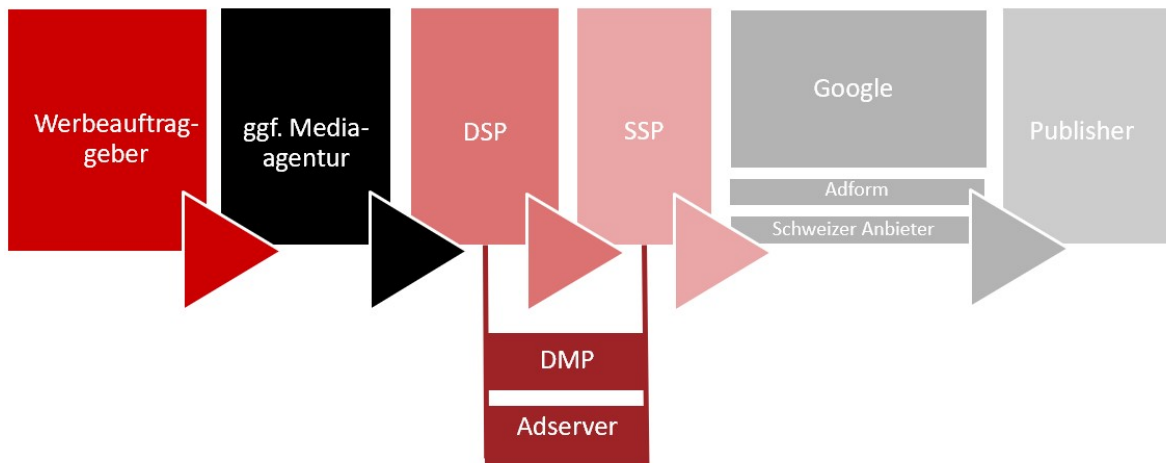 Werbeauftrag-
geber
ggf. Media-
agentur
DSP
SSP
Google
Adform
Schweizer Anbieter
Publisher
DMP
Adserver